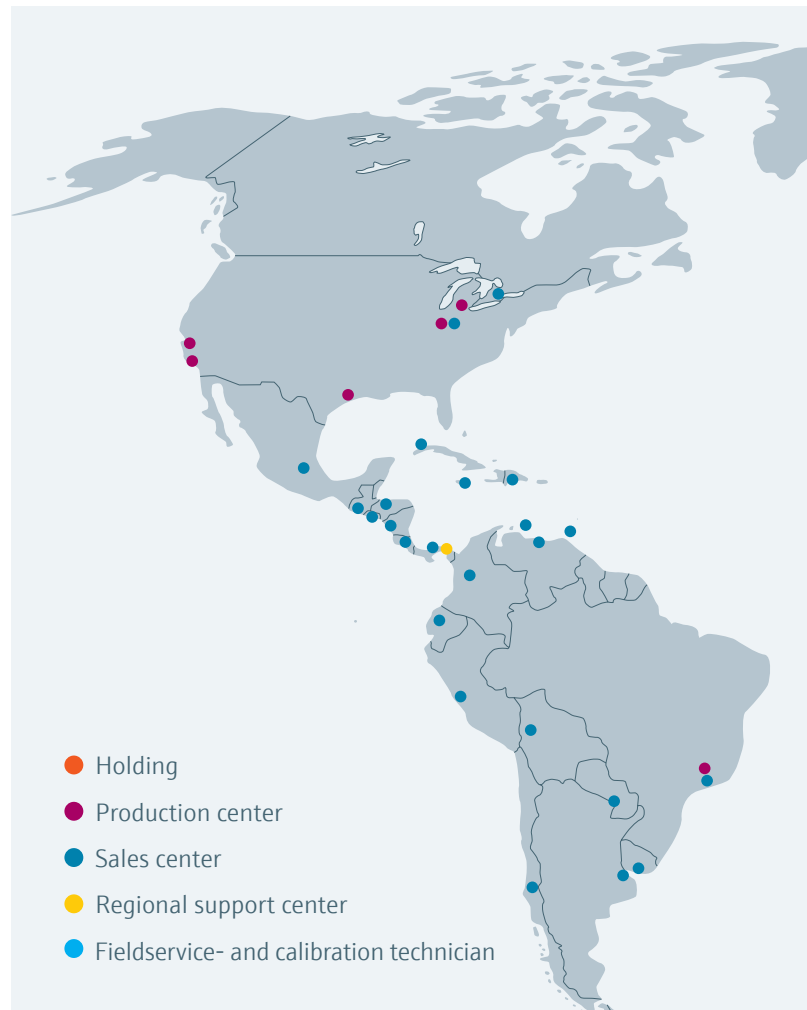 Holding
Production center
Sales center
Regional support center
Fieldservice- and calibration technician